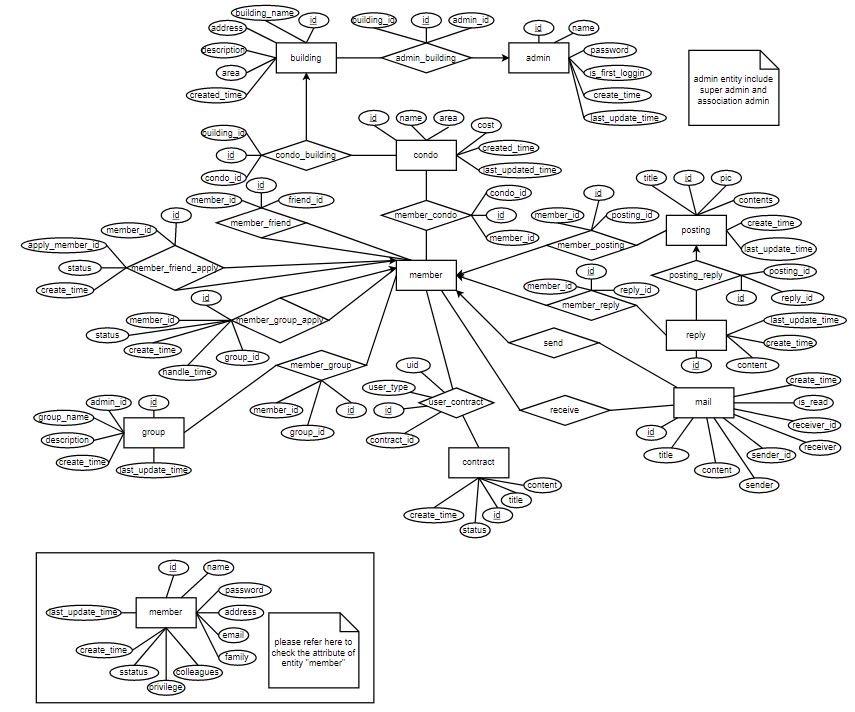 building_name
id
address
description
area
created_time
building
building_id
id
admin_id
admin_building
id
name
password
is_first_loggin
create_time
last_update_time
admin
admin entity include
super admin and
association admin
building_id
id
condo_id
condo_building
id
name
area
cost
created_time
last_updated_time
condo
condo_id
id
member_id
member_condo
member_id
id
friend_id
member_friend
id
member_id
apply_member_id
status
create_time
member_friend_apply
member
member_id
id
posting_id
member_posting
title
id
pic
contents
create_time
last_update_time
posting
posting_reply
posting_id
id
reply_id
member_id
id
reply_id
member_reply
reply
last_update_time
create_time
content
id
id
member_id
status
create_time
handle_time
group_id
member_group_apply
member_group
member_id
group_id
id
send
receive
admin_id
id
group_name
description
create_time
last_update_time
group
uid
user_type
id
contract_id
user_contract
contract
create_time
status
id
title
content
mail
create_time
is_read
receiver_id
receiver
id
title
content
sender
sender_id
id
name
password
address
email
family
last_update_time
create_time
sstatus
privilege
colleagues
member
please refer here to
check the attribute of
entity "member"